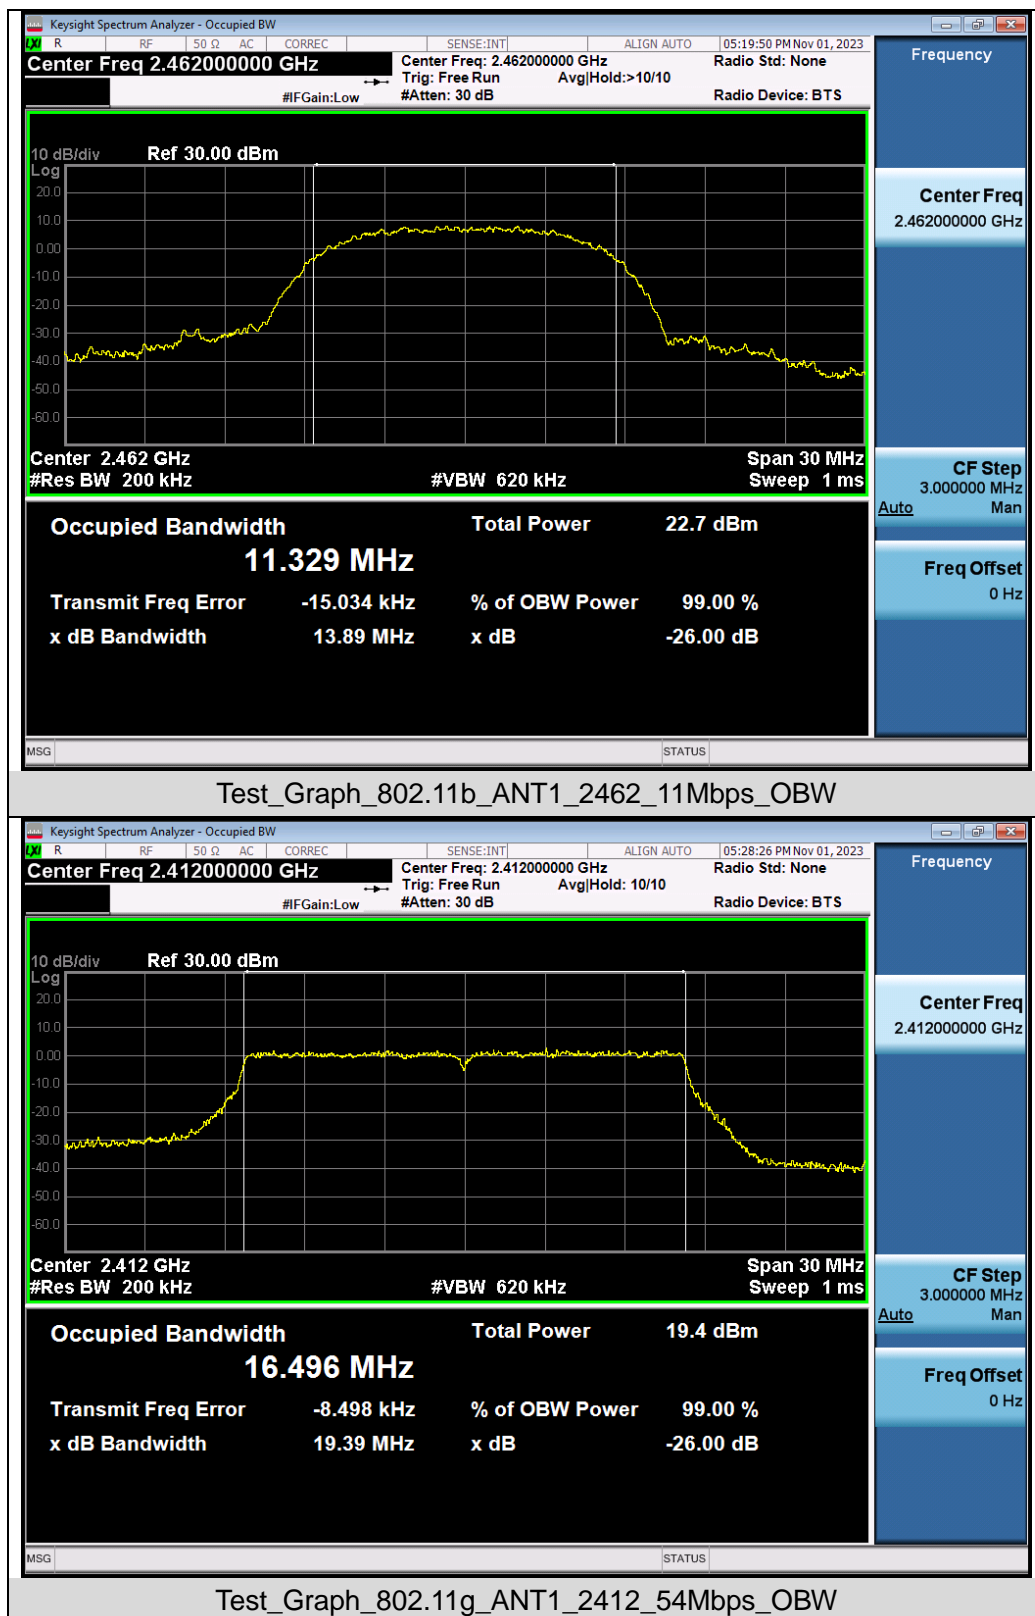 Keysight Spectrum Analyzer - Occupied BW
LXI R RF 50 Ω AC CORREC SENSE:INT ALIGN AUTO 05:19:50 PM Nov 01, 2023
Center Freq 2.462000000 GHz Center Freq: 2.462000000 GHz Radio Std: None
Trig: Free Run Avg|Hold:>10/10
#IFGain:Low #Atten: 30 dB Radio Device: BTS
Frequency
10 dB/div Ref 30.00 dBm
Log
20.0
10.0
0.00
-10.0
-20.0
-30.0
-40.0
-50.0
-60.0
Center 2.462 GHz Span 30 MHz
#Res BW 200 kHz #VBW 620 kHz Sweep 1 ms
Center Freq
2.462000000 GHz
CF Step
3.000000 MHz
Auto Man
Freq Offset
0 Hz
Occupied Bandwidth Total Power 22.7 dBm
11.329 MHz
Transmit Freq Error -15.034 kHz % of OBW Power 99.00 %
x dB Bandwidth 13.89 MHz x dB -26.00 dB
MSG STATUS
Test_Graph_802.11b_ANT1_2462_11Mbps_OBW
Keysight Spectrum Analyzer - Occupied BW
LXI R RF 50 Ω AC CORREC SENSE:INT ALIGN AUTO 05:28:26 PM Nov 01, 2023
Center Freq 2.412000000 GHz Center Freq: 2.412000000 GHz Radio Std: None
Trig: Free Run Avg|Hold: 10/10
#IFGain:Low #Atten: 30 dB Radio Device: BTS
Frequency
10 dB/div Ref 30.00 dBm
Log
20.0
10.0
0.00
-10.0
-20.0
-30.0
-40.0
-50.0
-60.0
Center 2.412 GHz Span 30 MHz
#Res BW 200 kHz #VBW 620 kHz Sweep 1 ms
Center Freq
2.412000000 GHz
CF Step
3.000000 MHz
Auto Man
Freq Offset
0 Hz
Occupied Bandwidth Total Power 19.4 dBm
16.496 MHz
Transmit Freq Error -8.498 kHz % of OBW Power 99.00 %
x dB Bandwidth 19.39 MHz x dB -26.00 dB
MSG STATUS
Test_Graph_802.11g_ANT1_2412_54Mbps_OBW